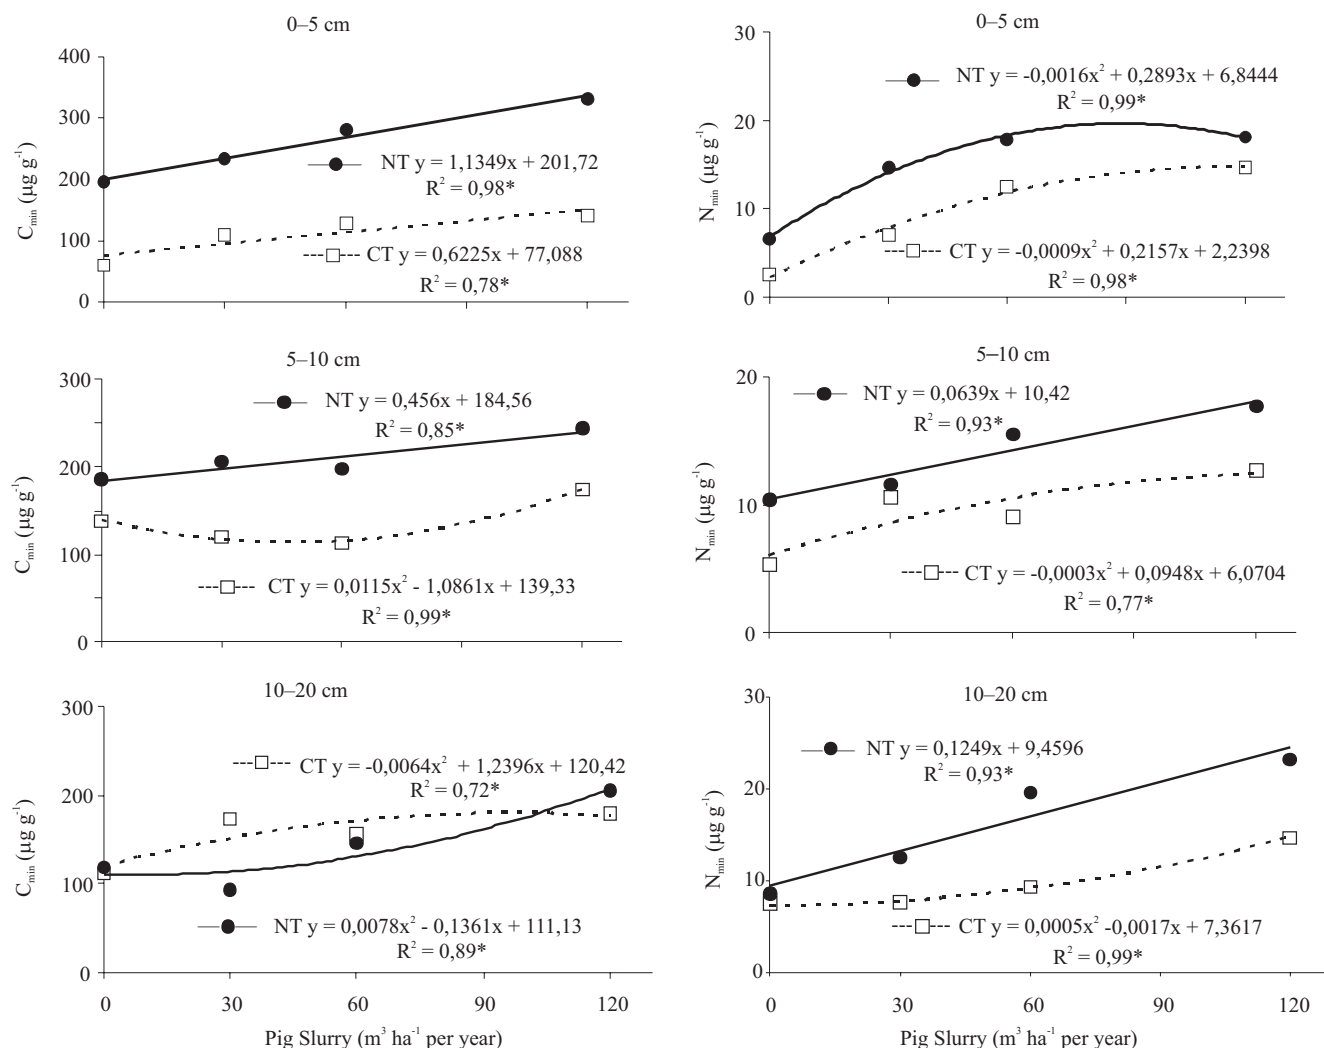 0–5 cm
400
300
200
100
0
C_min (µg g⁻¹)
NT y = 1,1349x + 201,72
R² = 0,98*
CT y = 0,6225x + 77,088
R² = 0,78*
0–5 cm
30
20
10
0
N_min (µg g⁻¹)
NT y = -0,0016x² + 0,2893x + 6,8444
R² = 0,99*
CT y = -0,0009x² + 0,2157x + 2,2398
R² = 0,98*
5–10 cm
300
200
100
0
C_min (µg g⁻¹)
NT y = 0,456x + 184,56
R² = 0,85*
CT y = 0,0115x² - 1,0861x + 139,33
R² = 0,99*
5–10 cm
20
10
0
N_min (µg g⁻¹)
NT y = 0,0639x + 10,42
R² = 0,93*
CT y = -0,0003x² + 0,0948x + 6,0704
R² = 0,77*
10–20 cm
300
200
100
0
C_min (µg g⁻¹)
CT y = -0,0064x² + 1,2396x + 120,42
R² = 0,72*
NT y = 0,0078x² - 0,1361x + 111,13
R² = 0,89*
0 30 60 90 120
Pig Slurry (m³ ha⁻¹ per year)
10–20 cm
30
20
10
0
N_min (µg g⁻¹)
NT y = 0,1249x + 9,4596
R² = 0,93*
CT y = 0,0005x² -0,0017x + 7,3617
R² = 0,99*
0 30 60 90 120
Pig Slurry (m³ ha⁻¹ per year)